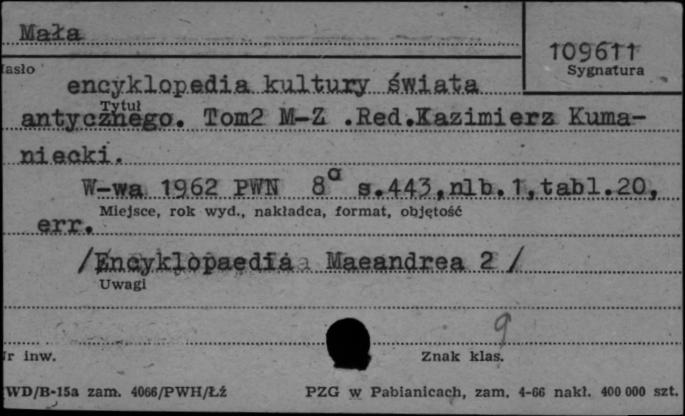 Mała
109611
Sygnatura
asło
encyklopedia kultury świata
Tytuł
antycznego. Tom2 M-Z .Red.Kazimierz Kuma-
niecki.
W-wa 1962 PWN 8° s.443,nlb.1,tabl.20,
Miejsce, rok wyd., nakładca, format, objętość
err.
/Encyklopaedia Maeandrea 2 /
Uwagi
9
r inw.
Znak klas.
WD/B-15a zam. 4066/PWH/Łź
PZG w Pabianicach, zam. 4-66 nakł. 400 000 szt.